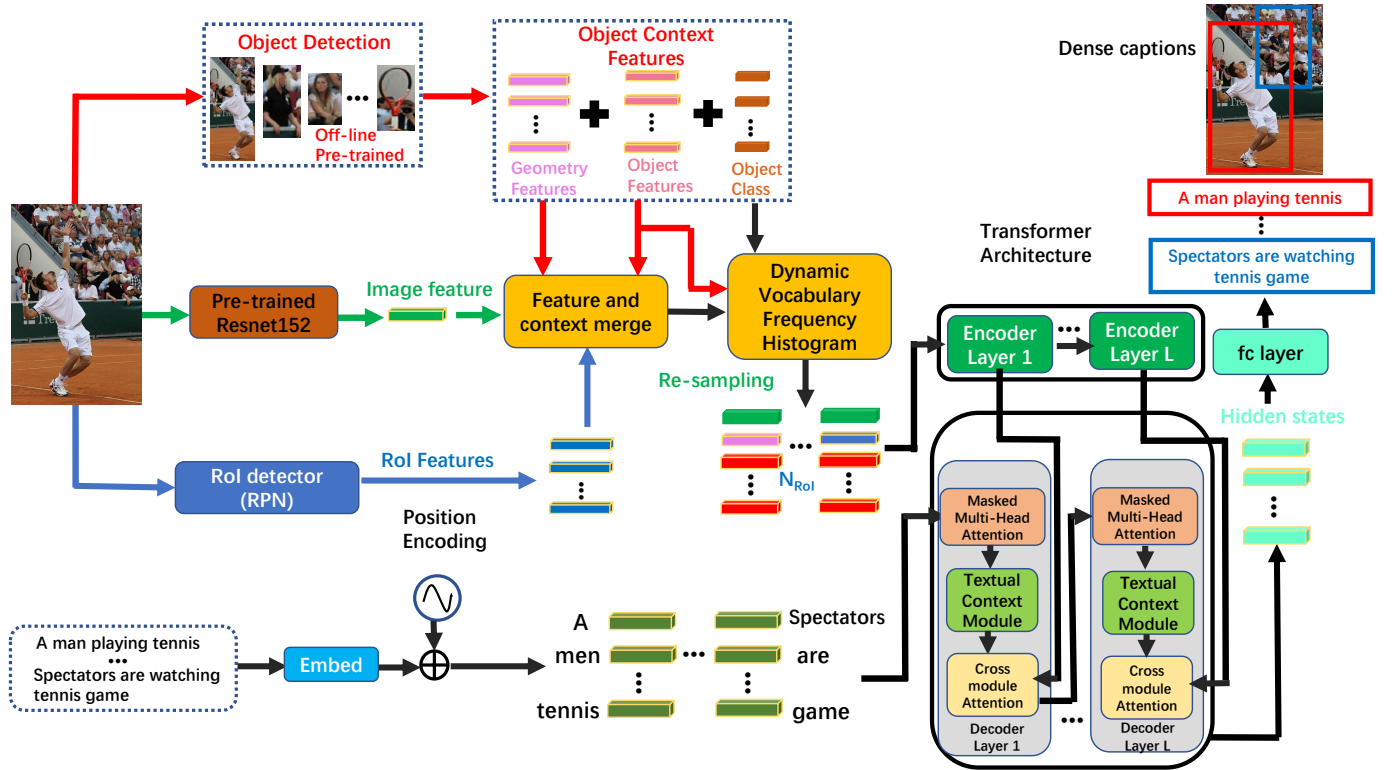 Object Detection
Off-line
Pre-trained
Object Context
Features
Geometry
Features
Object
Features
Object
Class
Dense captions
A man playing tennis
Spectators are watching
tennis game
Transformer
Architecture
Pre-trained
Resnet152
Image feature
Feature and
context merge
Dynamic
Vocabulary
Frequency
Histogram
Encoder
Layer 1
Encoder
Layer L
fc layer
Re-sampling
Hidden states
RoI detector
(RPN)
RoI Features
N_RoI
Position
Encoding
Masked
Multi-Head
Attention
Masked
Multi-Head
Attention
Textual
Context
Module
Textual
Context
Module
Cross
module
Attention
Cross
module
Attention
Decoder
Layer 1
Decoder
Layer L
A man playing tennis
Spectators are watching
tennis game
Embed
A
Spectators
men
are
tennis
game